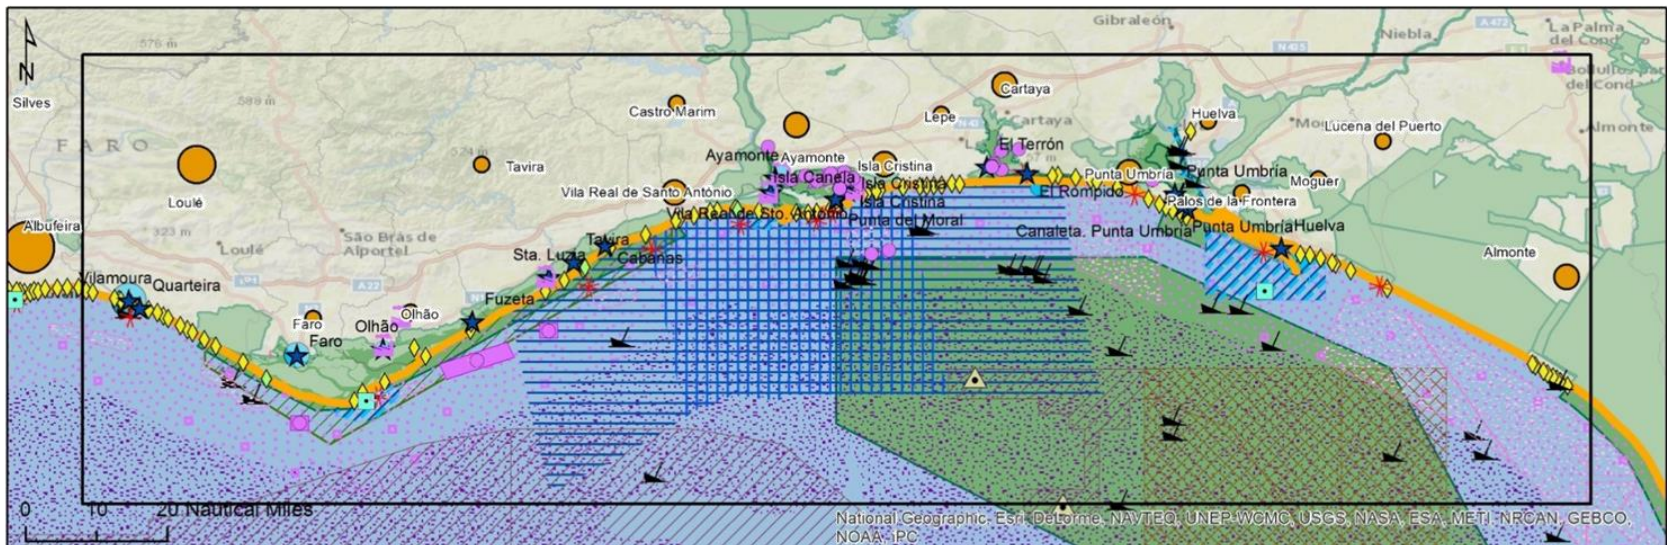 Gibraleón
A 472
La Palma
del Condado
Niebla
N 435
576 m
N
Silves
Cartaya
Castro Marim
Lepe
Cartaya
Huelva
Lucena del Puerto
Almonte
FARO
589 m
524 m
Tavira
El Terrón
Ayamonte
Ayamonte
Isla Cristina
Punta Umbría
Punta Umbría
Moguer
Loulé
Isla Canela
Isla Cristina
El Rompido
Vila Real de Santo António
Isla Cristina
Palos de la Frontera
Albufeira
323 m
Vila Real de Sto. António
Punta del Moral
Canaleta. Punta Umbría
Punta Umbría
Huelva
Loulé
São Brás de
Alportel
Tavira
Sta. Luzia
Cabanas
Almonte
Vilamoura
Quarteira
A 22
Fuzeta
Olhão
Faro
Olhão
Faro
0 10 20 Nautical Miles
National Geographic, Esri, DeLorme, NAVTEQ, UNEP-WCMC, USGS, NASA, ESA, METI, NRCAN, GEBCO,
NOAA, iPC